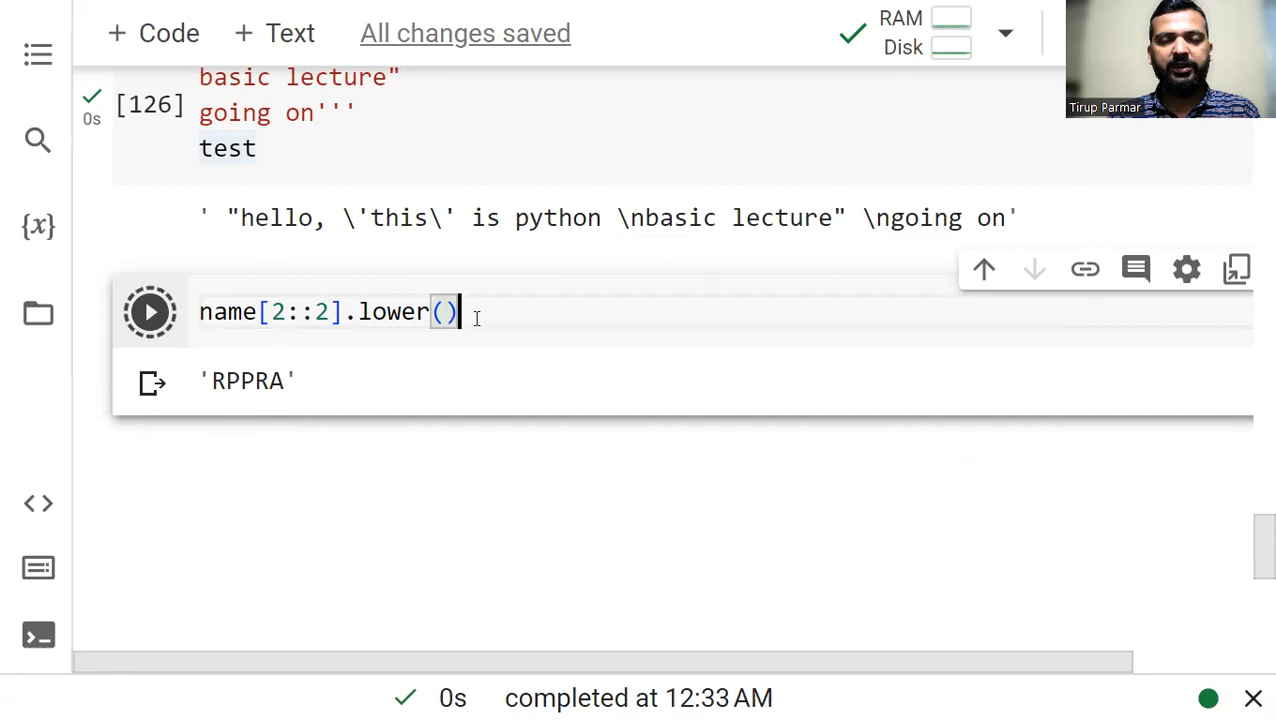 + Code + Text All changes saved
RAM
Disk
Tirup Parmar
basic lecture"
[126] going on'''
0s
test
' "hello, \'this\' is python \nbasic lecture" \ngoing on'
{x}
name[2::2].lower()
'RPPRA'
0s completed at 12:33 AM